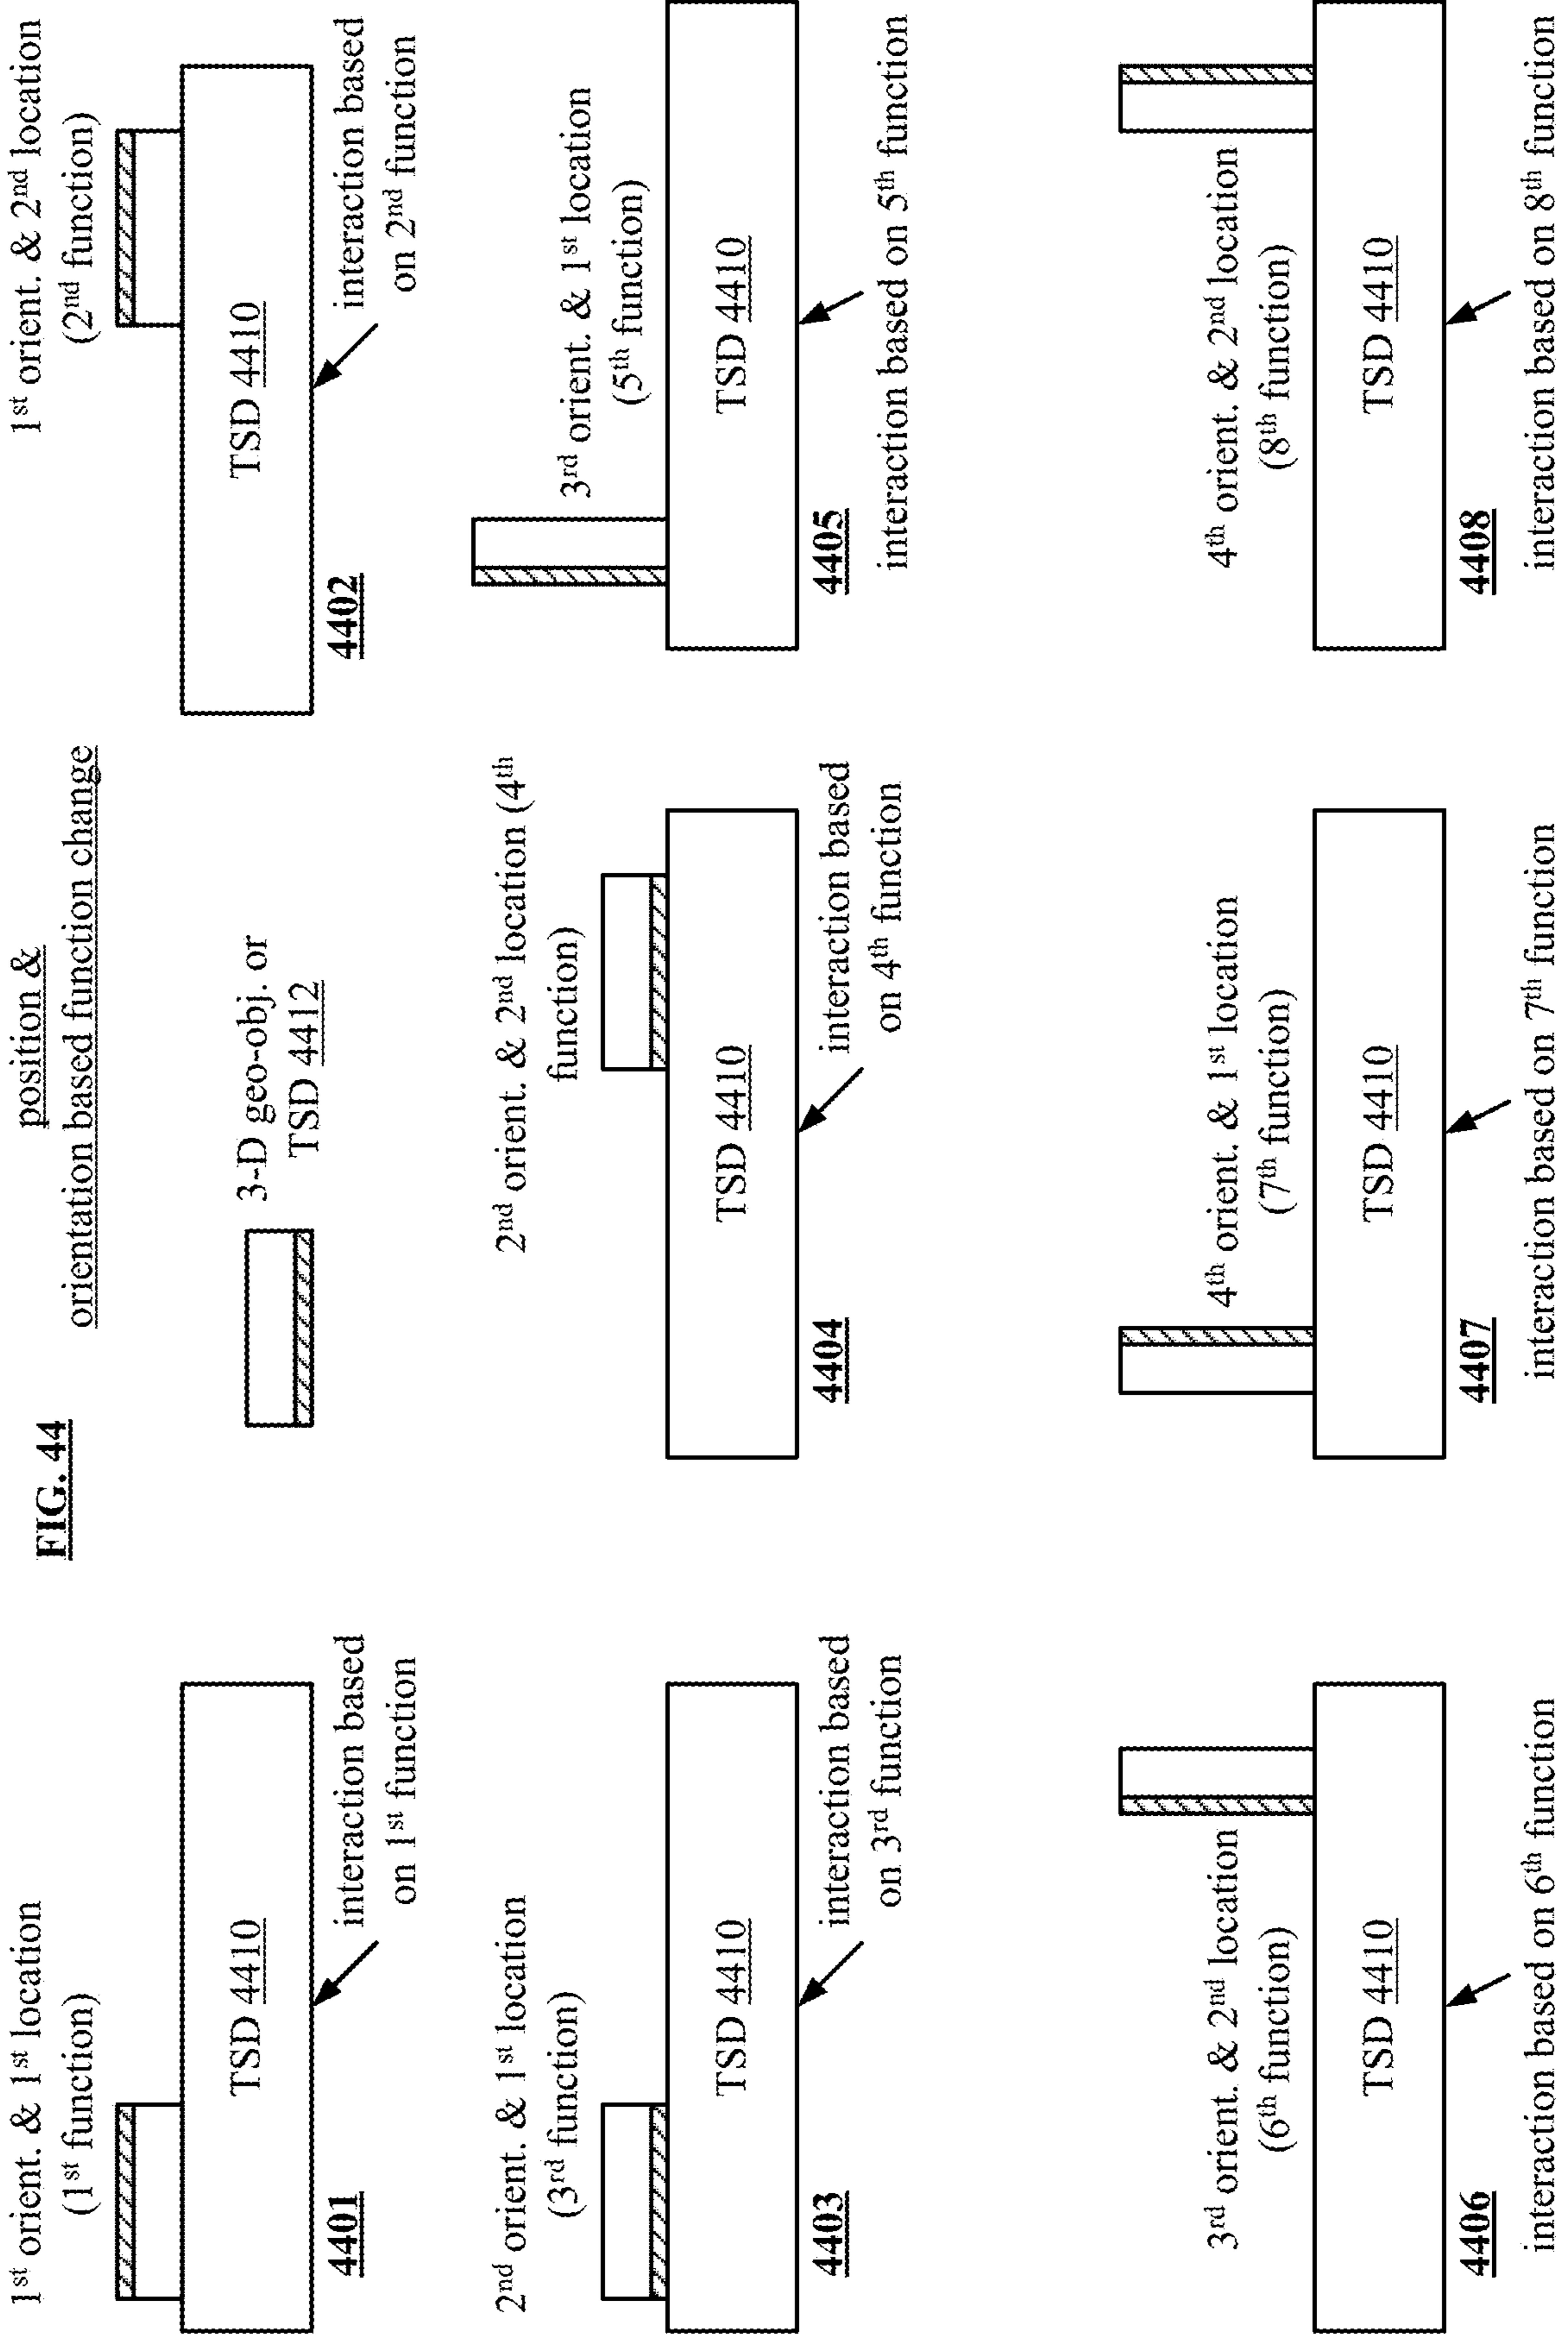 FIG. 44
position &
orientation based function change
3-D geo-obj. or
TSD 4412
1st orient. & 1st location
(1st function)
TSD 4410
4401
interaction based
on 1st function
1st orient. & 2nd location
(2nd function)
TSD 4410
4402
interaction based
on 2nd function
2nd orient. & 1st location
(3rd function)
TSD 4410
4403
interaction based
on 3rd function
2nd orient. & 2nd location (4th
function)
TSD 4410
4404
interaction based
on 4th function
3rd orient. & 1st location
(5th function)
TSD 4410
4405
interaction based on 5th function
3rd orient. & 2nd location
(6th function)
TSD 4410
4406
interaction based on 6th function
4th orient. & 1st location
(7th function)
TSD 4410
4407
interaction based on 7th function
4th orient. & 2nd location
(8th function)
TSD 4410
4408
interaction based on 8th function